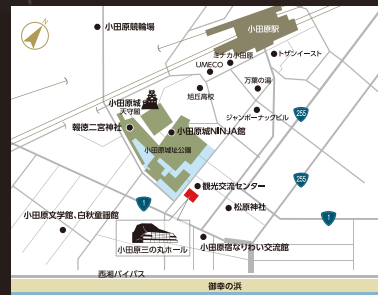 N
小田原競輪場
小田原駅
ミナカ小田原
トザンイースト
UMECO
万葉の湯
旭丘高校
小田原城
天守閣
ジャンボーナックビル
255
報徳二宮神社
小田原城NINJA館
小田原城址公園
255
観光交流センター
1
松原神社
1
小田原文学館、白秋童謡館
小田原三の丸ホール
小田原宿なりわい交流館
西湘バイパス
御幸の浜